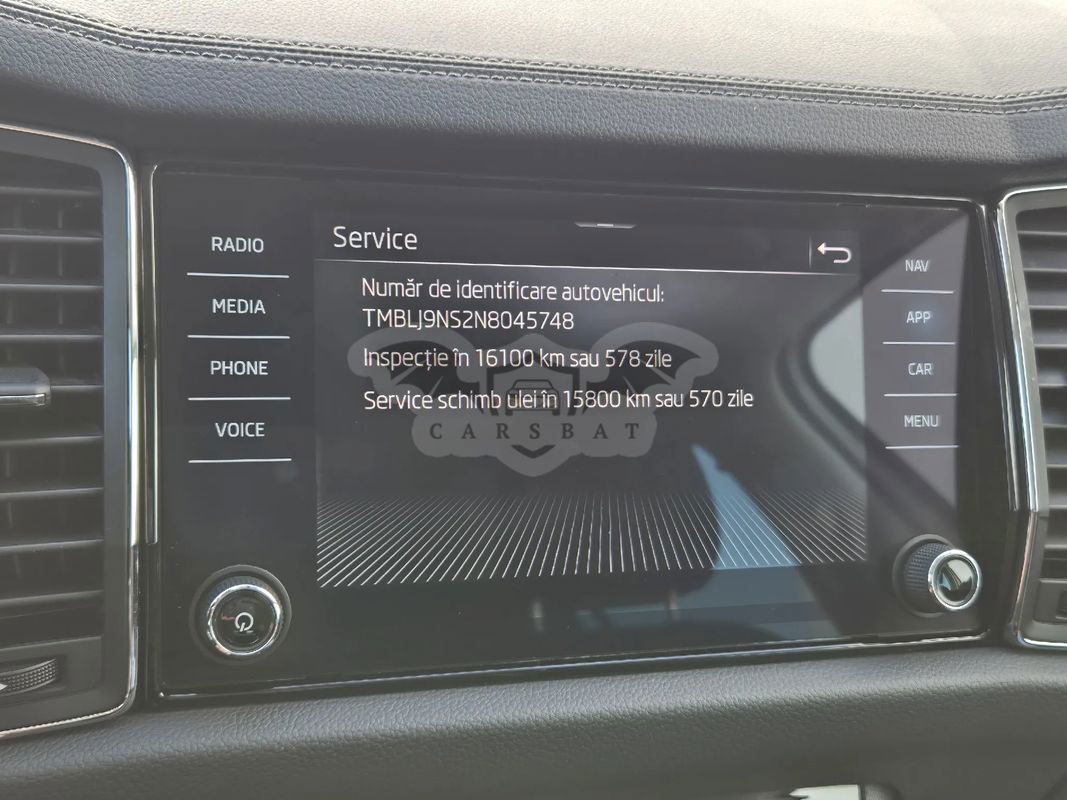 RADIO
MEDIA
PHONE
VOICE
Service
Număr de identificare autovehicul:
TMBLJ9NS2N8045748
Inspecție în 16100 km sau 578 zile
Service schimb ulei în 15800 km sau 570 zile
CARSBAT
NAV
APP
CAR
MENU